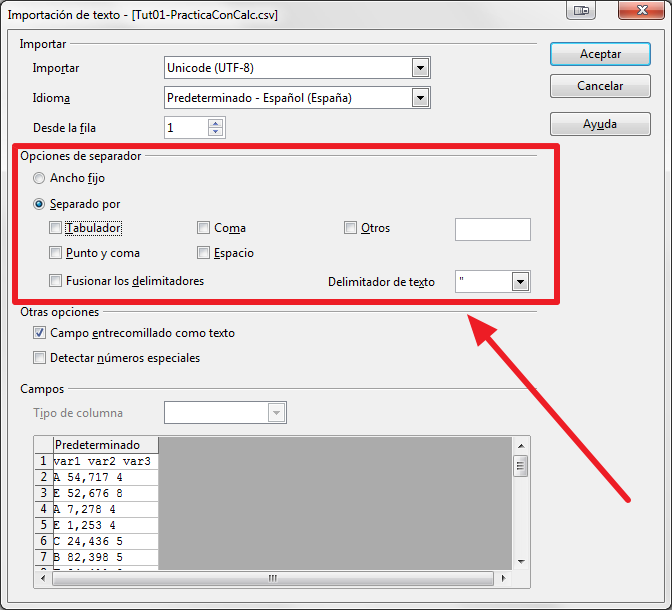 Importación de texto - [Tut01-PracticaConCalc.csv]
Importar
Aceptar
Importar Unicode (UTF-8)
Cancelar
Idioma Predeterminado - Español (España)
Desde la fila 1
Ayuda
Opciones de separador
Ancho fijo
Separado por
Tabulador Coma Otros
Punto y coma Espacio
Fusionar los delimitadores Delimitador de texto "
Otras opciones
Campo entrecomillado como texto
Detectar números especiales
Campos
Tipo de columna
Predeterminado
1 var1 var2 var3
2 A 54,717 4
3 E 52,676 8
4 A 7,278 4
5 E 1,253 4
6 C 24,436 5
7 B 82,398 5